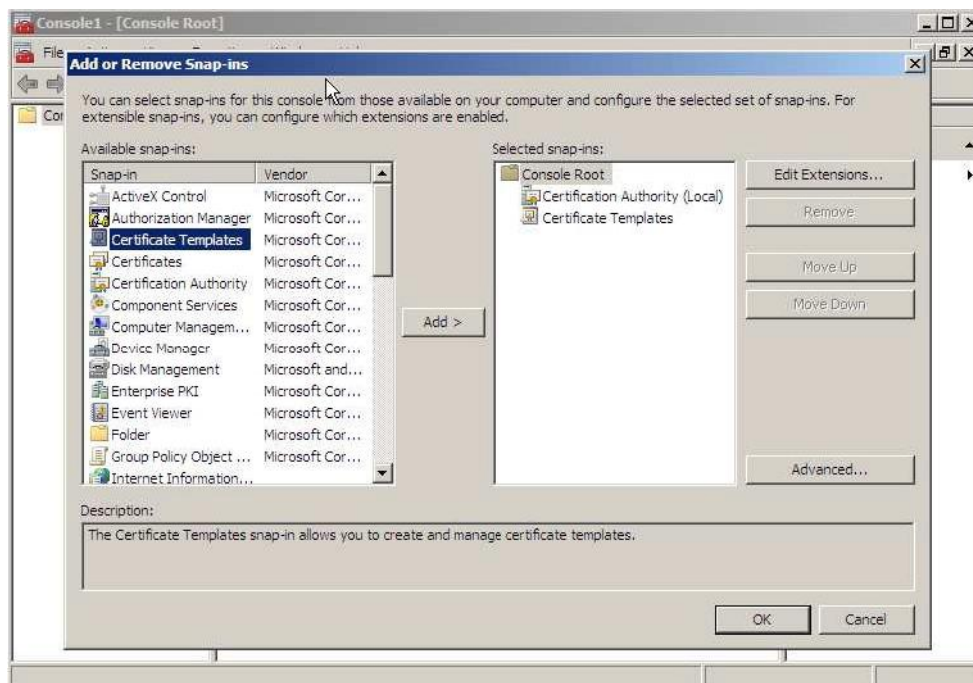 Console1 - [Console Root]
File
Add or Remove Snap-ins
You can select snap-ins for this console from those available on your computer and configure the selected set of snap-ins. For
extensible snap-ins, you can configure which extensions are enabled.
Available snap-ins:
Snap-in Vendor
ActiveX Control Microsoft Cor...
Authorization Manager Microsoft Cor...
Certificate Templates Microsoft Cor...
Certificates Microsoft Cor...
Certification Authority Microsoft Cor...
Component Services Microsoft Cor...
Computer Managem... Microsoft Cor...
Device Manager Microsoft Cor...
Disk Management Microsoft and...
Enterprise PKI Microsoft Cor...
Event Viewer Microsoft Cor...
Folder Microsoft Cor...
Group Policy Object ... Microsoft Cor...
Internet Information...
Add >
Selected snap-ins:
Console Root
Certification Authority (Local)
Certificate Templates
Edit Extensions...
Remove
Move Up
Move Down
Advanced...
Description:
The Certificate Templates snap-in allows you to create and manage certificate templates.
OK
Cancel